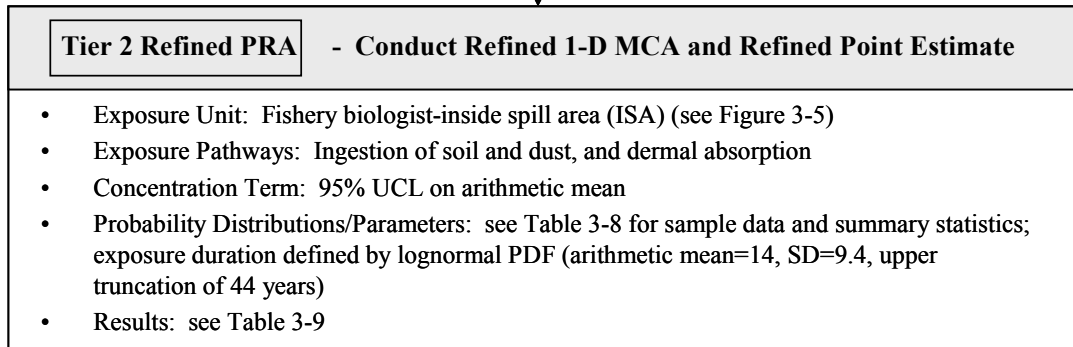 Tier 2 Refined PRA - Conduct Refined 1-D MCA and Refined Point Estimate
• Exposure Unit: Fishery biologist-inside spill area (ISA) (see Figure 3-5)
• Exposure Pathways: Ingestion of soil and dust, and dermal absorption
• Concentration Term: 95% UCL on arithmetic mean
• Probability Distributions/Parameters: see Table 3-8 for sample data and summary statistics;
exposure duration defined by lognormal PDF (arithmetic mean=14, SD=9.4, upper
truncation of 44 years)
• Results: see Table 3-9